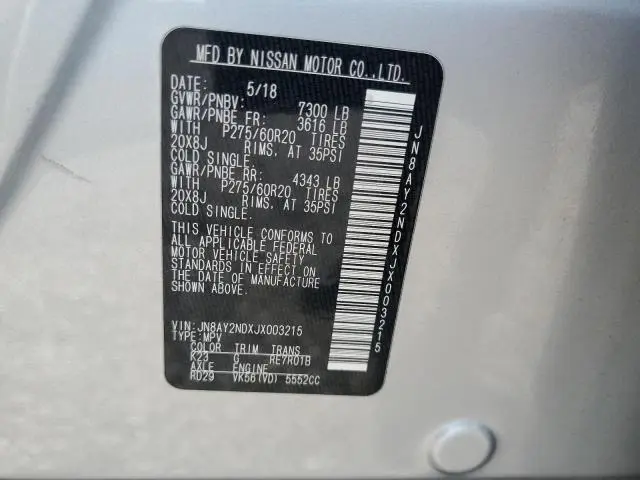 MFD BY NISSAN MOTOR CO.,LTD.
DATE: 5/18
GVWR/PNBV: 7300 LB
GAWR/PNBE FR: 3616 LB
WITH P275/60R20 TIRES
20X8J RIMS, AT 35PSI
COLD SINGLE.
GAWR/PNBE RR: 4343 LB
WITH P275/60R20 TIRES
20X8J RIMS, AT 35PSI
COLD SINGLE.
THIS VEHICLE CONFORMS TO
ALL APPLICABLE FEDERAL
MOTOR VEHICLE SAFETY
STANDARDS IN EFFECT ON
THE DATE OF MANUFACTURE
SHOWN ABOVE.
VIN:JN8AY2NDXJX003215
TYPE:MPV
COLOR TRIM TRANS
K23 G RE7R01B
AXLE ENGINE
RD29 VK56(VD) 5552CC
JN8AY2NDXJX003215